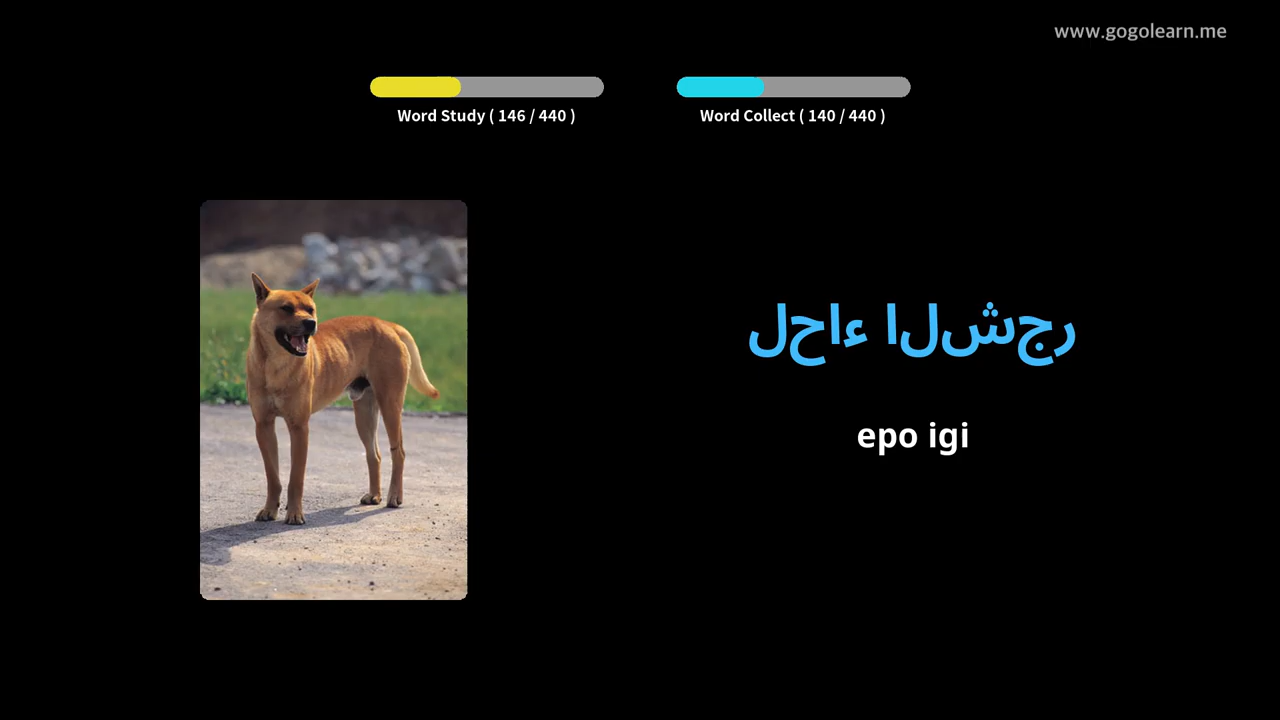 www.gogolearn.me
Word Study ( 146 / 440 )
Word Collect ( 140 / 440 )
لحاء الشجر
epo igi